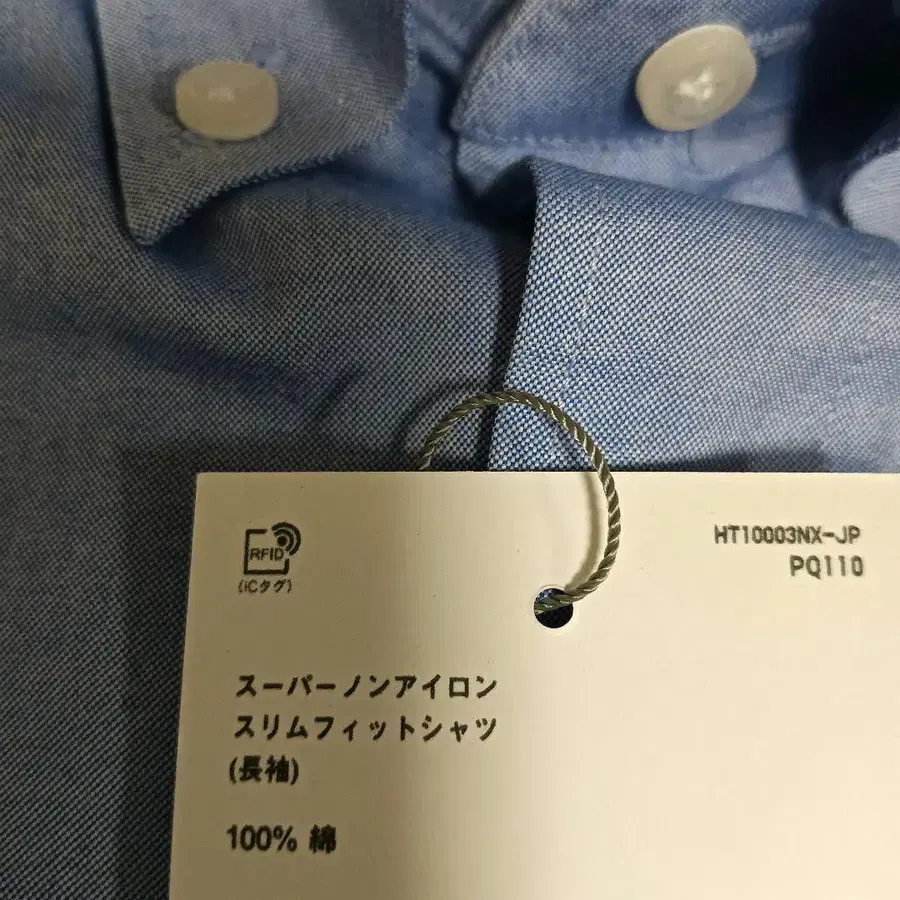 RFID
(ICタグ)
HT10003NX-JP
PQ110
スーパーノンアイロン
スリムフィットシャツ
(長袖)
100% 綿